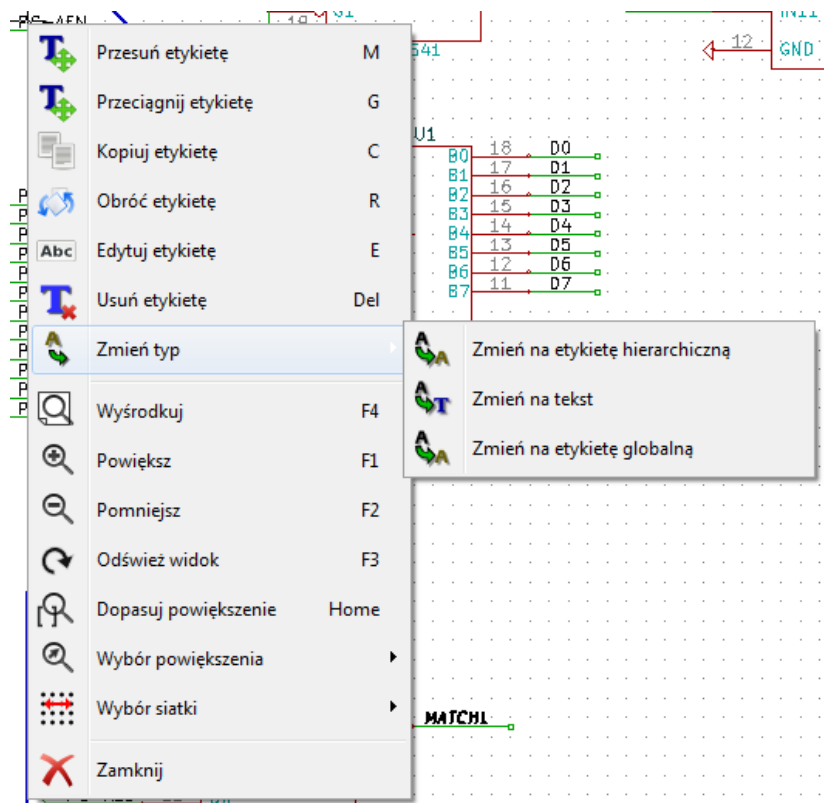 12
GND
541
Przesuń etykietę M
Przeciągnij etykietę G
Kopiuj etykietę C
Obróć etykietę R
Abc Edytuj etykietę E
Usuń etykietę Del
Zmień typ
Wyśrodkuj F4
Powiększ F1
Pomniejsz F2
Odśwież widok F3
Dopasuj powiększenie Home
Wybór powiększenia
Wybór siatki
Zamknij
U1
B0 18 D0
B1 17 D1
B2 16 D2
B3 15 D3
B4 14 D4
B5 13 D5
B6 12 D6
B7 11 D7
Zmień na etykietę hierarchiczną
Zmień na tekst
Zmień na etykietę globalną
MATCHL